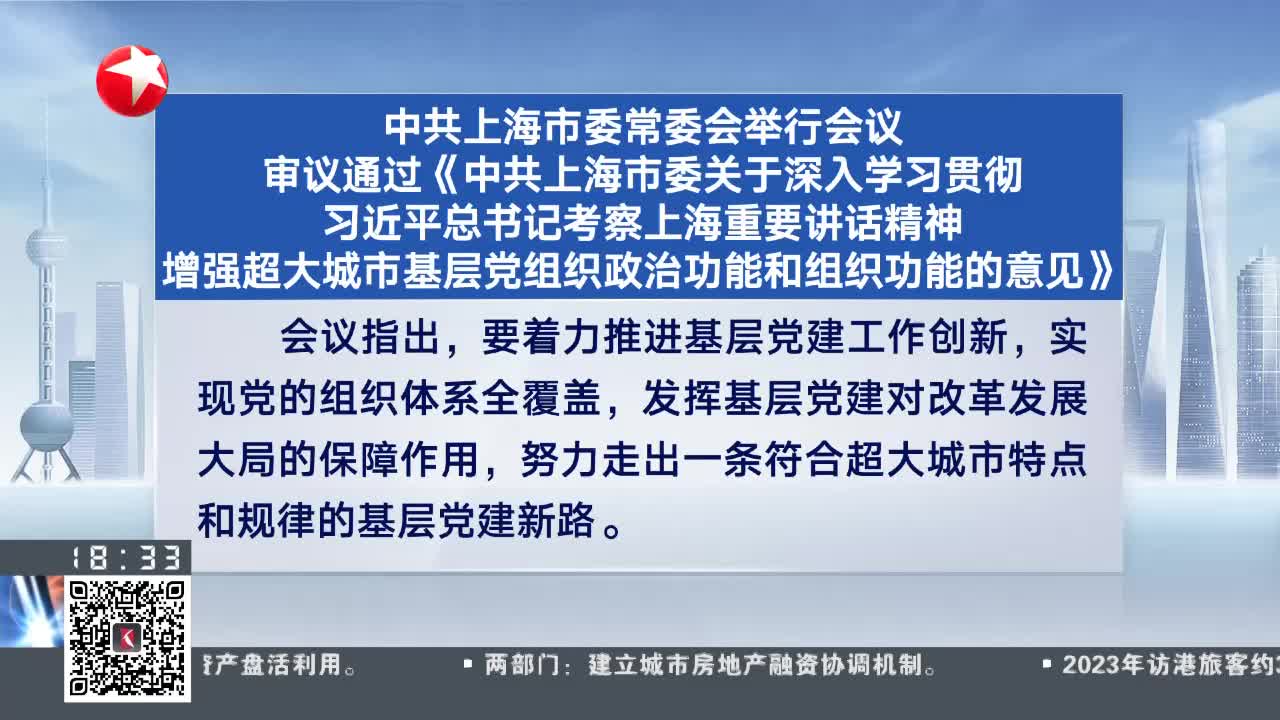 中共上海市委常委会举行会议
审议通过《中共上海市委关于深入学习贯彻
习近平总书记考察上海重要讲话精神
增强超大城市基层党组织政治功能和组织功能的意见》
会议指出，要着力推进基层党建工作创新，实
现党的组织体系全覆盖，发挥基层党建对改革发展
大局的保障作用，努力走出一条符合超大城市特点
和规律的基层党建新路。
18:33
资产盘活利用。 ▪ 两部门：建立城市房地产融资协调机制。 ▪ 2023年访港旅客约3